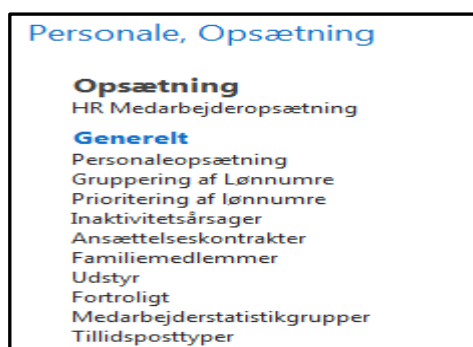 Personale, Opsætning
Opsætning
HR Medarbejderopsætning
Generelt
Personaleopsætning
Gruppering af Lønnumre
Prioritering af lønnumre
Inaktivitetsårsager
Ansættelseskontrakter
Familiemedlemmer
Udstyr
Fortroligt
Medarbejderstatistikgrupper
Tillidsposttyper